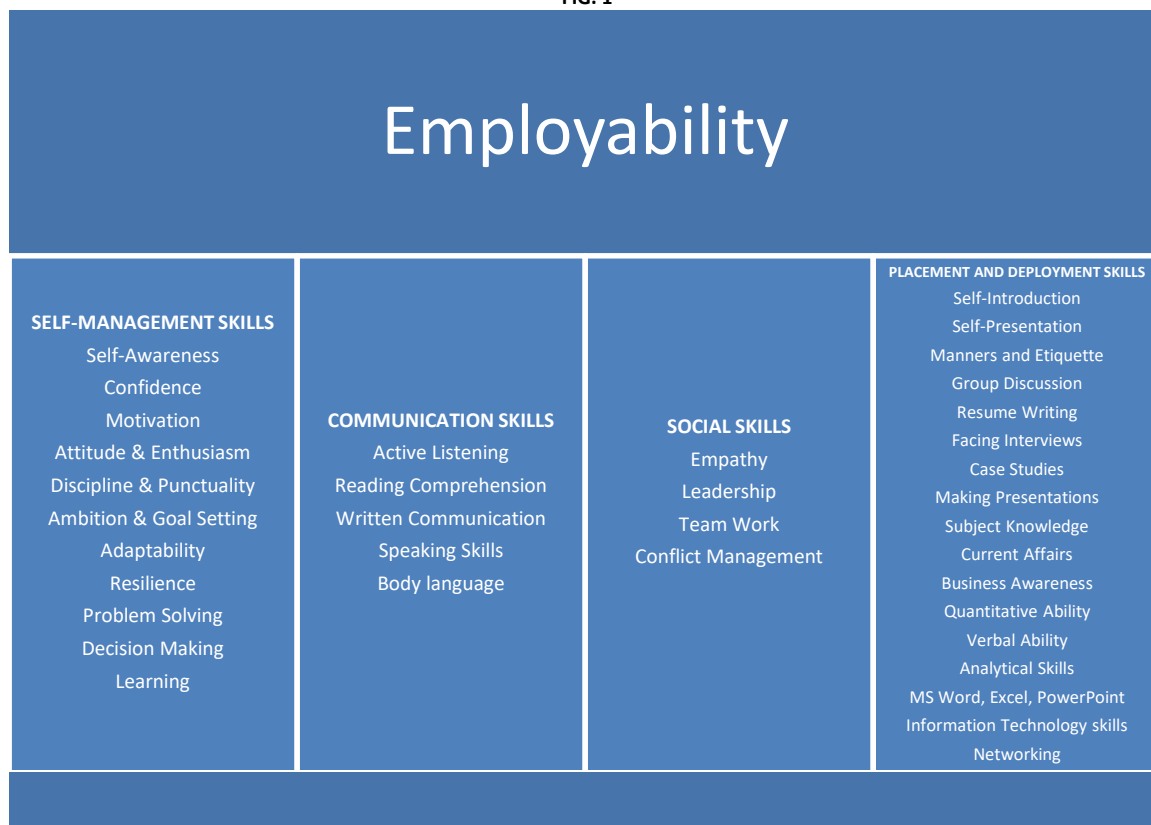 FIG. 1
Employability
SELF-MANAGEMENT SKILLS
Self-Awareness
Confidence
Motivation
Attitude & Enthusiasm
Discipline & Punctuality
Ambition & Goal Setting
Adaptability
Resilience
Problem Solving
Decision Making
Learning
COMMUNICATION SKILLS
Active Listening
Reading Comprehension
Written Communication
Speaking Skills
Body language
SOCIAL SKILLS
Empathy
Leadership
Team Work
Conflict Management
PLACEMENT AND DEPLOYMENT SKILLS
Self-Introduction
Self-Presentation
Manners and Etiquette
Group Discussion
Resume Writing
Facing Interviews
Case Studies
Making Presentations
Subject Knowledge
Current Affairs
Business Awareness
Quantitative Ability
Verbal Ability
Analytical Skills
MS Word, Excel, PowerPoint
Information Technology skills
Networking